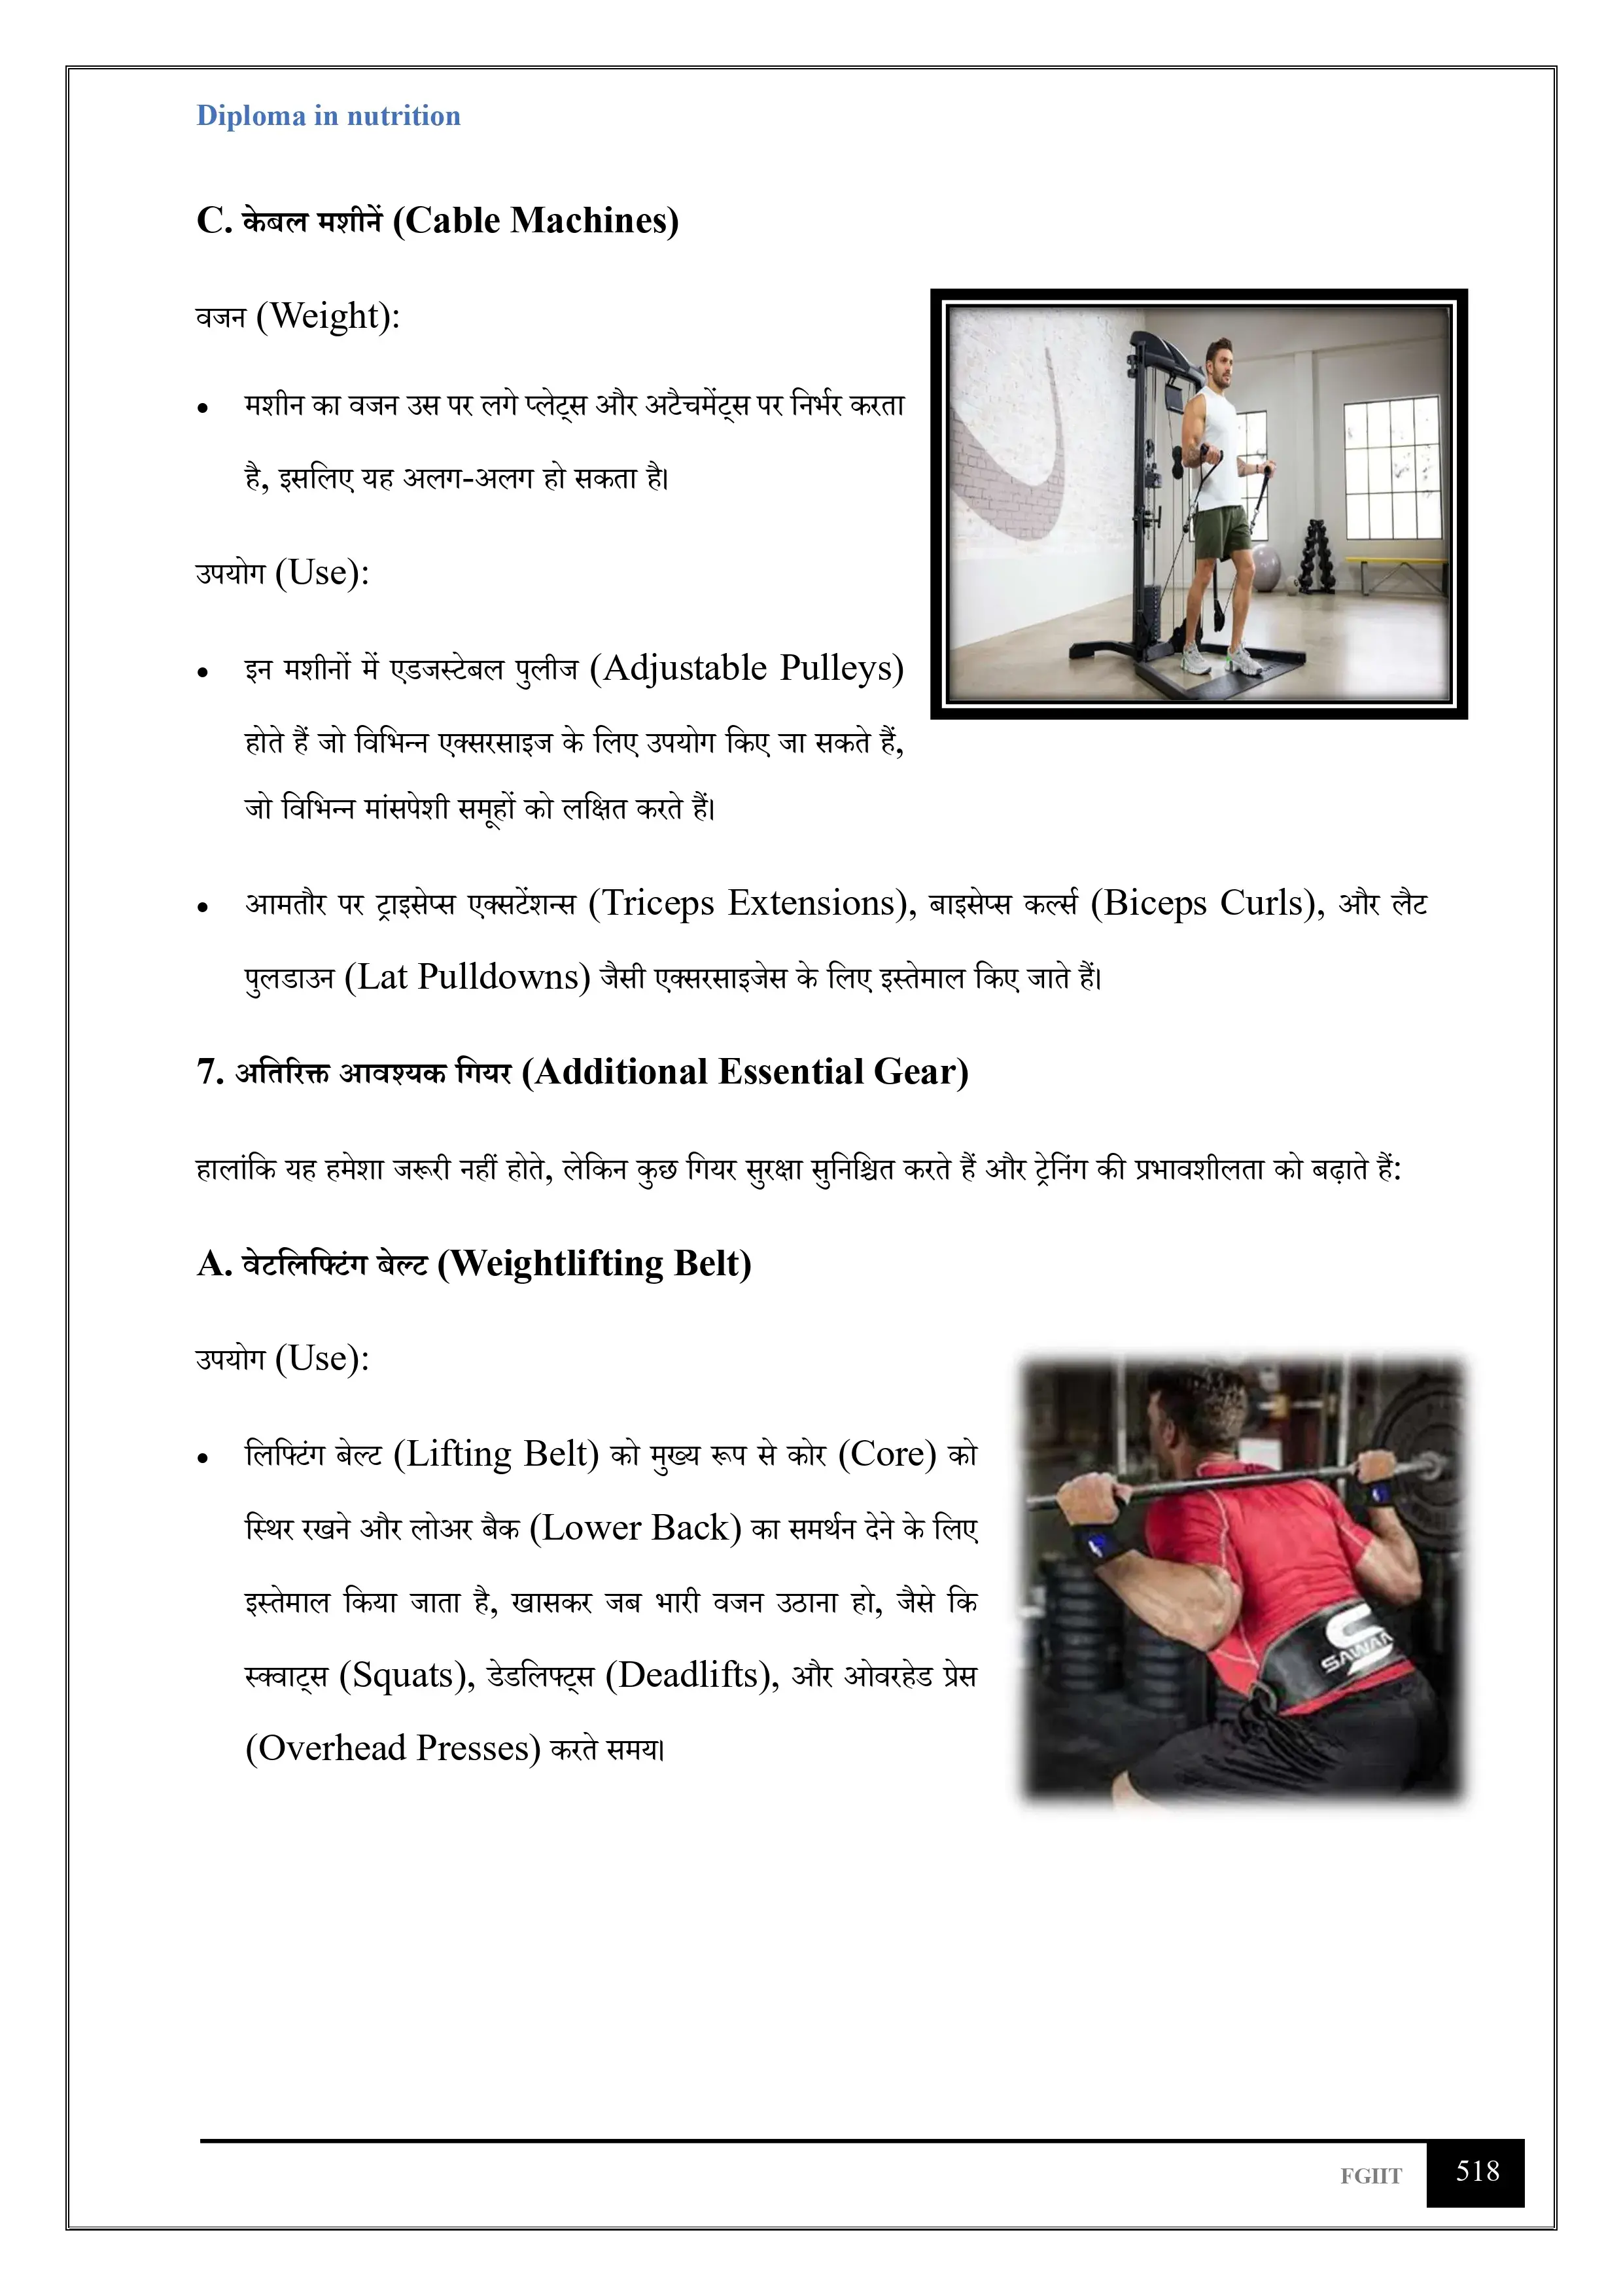 Diploma in nutrition
C. केबल मशीनें (Cable Machines)
वजन (Weight):
• मशीन का वजन उस पर लगे प्लेट्स और अटैचमेंट्स पर निर्भर करता
है, इसलिए यह अलग-अलग हो सकता है।
उपयोग (Use):
• इन मशीनों में एडजस्टेबल पुलीज (Adjustable Pulleys)
होते हैं जो विभिन्न एक्सरसाइज के लिए उपयोग किए जा सकते हैं,
जो विभिन्न मांसपेशी समूहों को लक्षित करते हैं।
• आमतौर पर ट्राइसेप्स एक्सटेंशन्स (Triceps Extensions), बाइसेप्स कर्ल्स (Biceps Curls), और लैट
पुलडाउन (Lat Pulldowns) जैसी एक्सरसाइजेस के लिए इस्तेमाल किए जाते हैं।
7. अतिरिक्त आवश्यक गियर (Additional Essential Gear)
हालांकि यह हमेशा जरूरी नहीं होते, लेकिन कुछ गियर सुरक्षा सुनिश्चित करते हैं और ट्रेनिंग की प्रभावशीलता को बढ़ाते हैं:
A. वेटलिफ्टिंग बेल्ट (Weightlifting Belt)
उपयोग (Use):
• लिफ्टिंग बेल्ट (Lifting Belt) को मुख्य रूप से कोर (Core) को
स्थिर रखने और लोअर बैक (Lower Back) का समर्थन देने के लिए
इस्तेमाल किया जाता है, खासकर जब भारी वजन उठाना हो, जैसे कि
स्क्वाट्स (Squats), डेडलिफ्ट्स (Deadlifts), और ओवरहेड प्रेस
(Overhead Presses) करते समय।
SAWAN
FGIIT 518